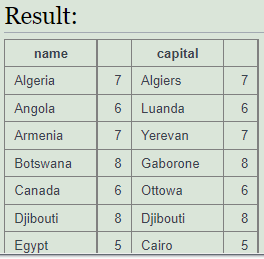 Result:
name capital
Algeria 7 Algiers 7
Angola 6 Luanda 6
Armenia 7 Yerevan 7
Botswana 8 Gaborone 8
Canada 6 Ottowa 6
Djibouti 8 Djibouti 8
Egypt 5 Cairo 5